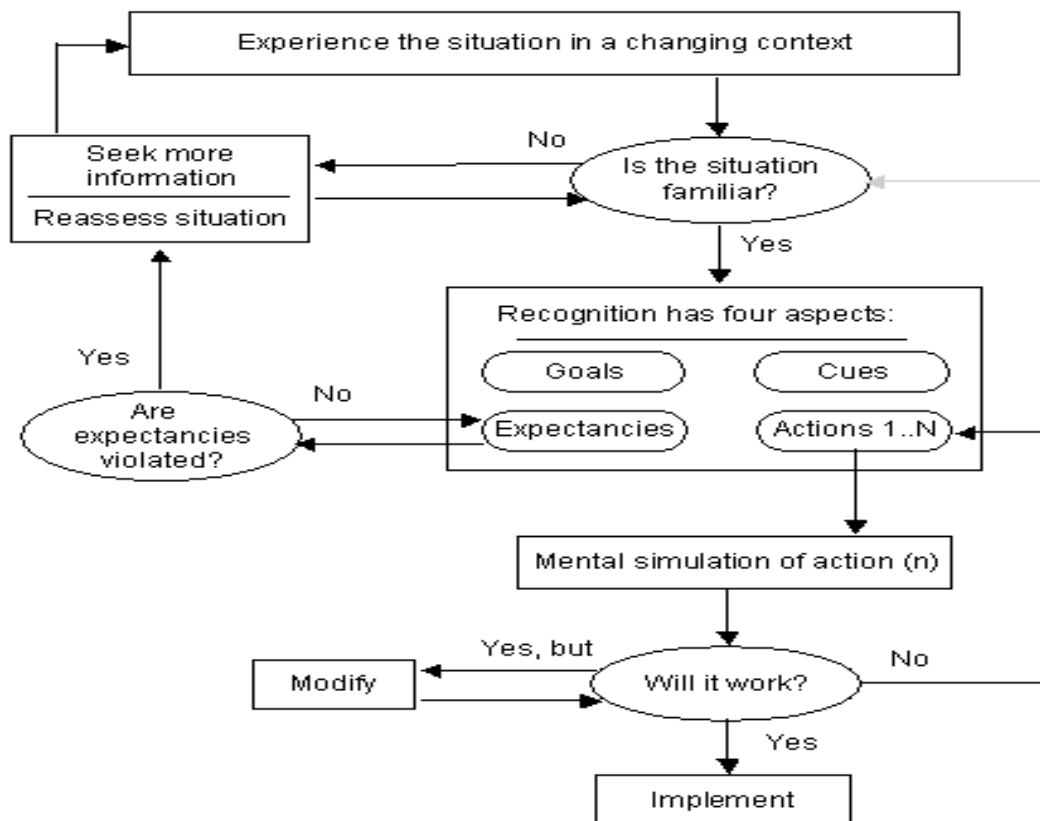 Experience the situation in a changing context
No
Seek more
information
Reassess situation
Is the situation
familiar?
Yes
Recognition has four aspects:
Goals
Cues
Yes
No
Are
expectancies
violated?
Expectancies
Actions 1..N
Mental simulation of action (n)
Yes, but
No
Modify
Will it work?
Yes
Implement